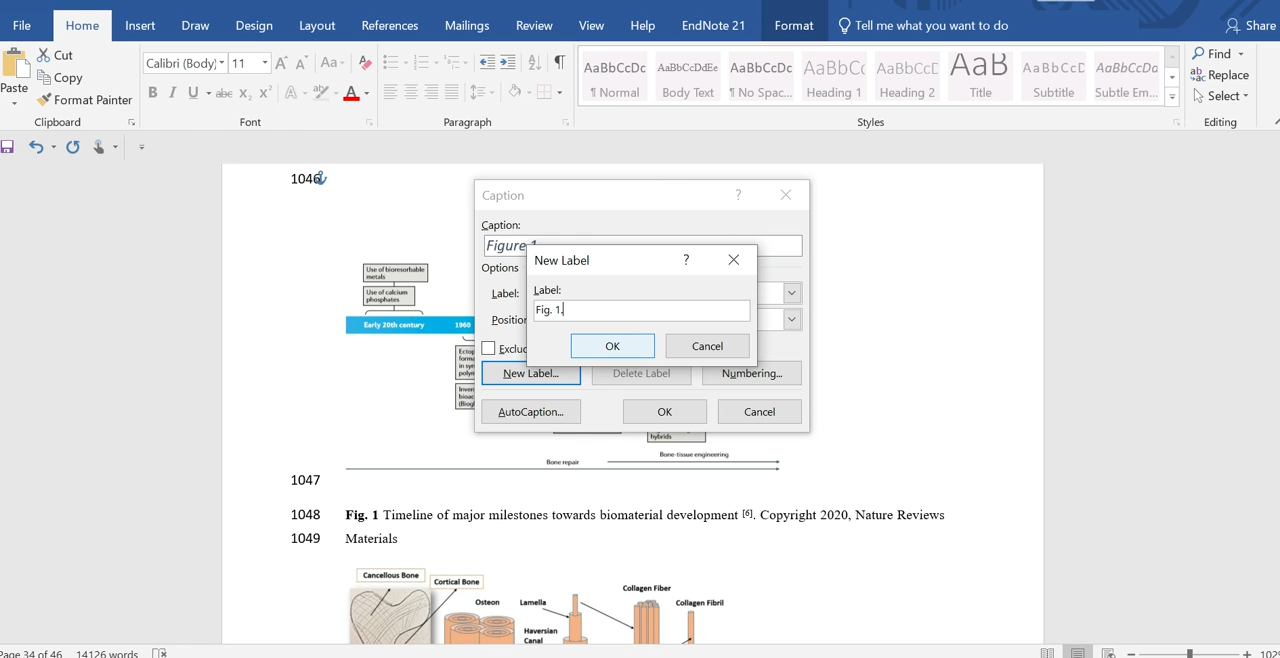 File Home Insert Draw Design Layout References Mailings Review View Help EndNote 21 Format Tell me what you want to do Share
Paste
Cut
Copy
Format Painter
Clipboard
Calibri (Body) 11
Aa
B I U abc X₂ X² A ab A
Font
Paragraph
AaBbCcDc AaBbCcDdEe AaBbCcDc AaBbCc AaBbCcD AaB AaBbCcD AaBbCcDa
¶ Normal Body Text ¶ No Spac... Heading 1 Heading 2 Title Subtitle Subtle Em...
Styles
Find
Replace
Select
Editing
1046
Caption ?
Caption:
Figure 1
Options
Label:
Position
Exclu
New Label... Delete Label Numbering...
AutoCaption... OK Cancel
New Label ?
Label:
Fig. 1.
OK Cancel
Use of bioresorbable
metals
Use of calcium
phosphates
Early 20th century 1960
hybrids
Bone-tissue engineering
Bone repair
1047
1048 Fig. 1 Timeline of major milestones towards biomaterial development [6]. Copyright 2020, Nature Reviews
1049 Materials
Cancellous Bone
Cortical Bone
Osteon
Lamella
Haversian
Canal
Collagen Fiber
Collagen Fibril
Page 34 of 46 14126 words